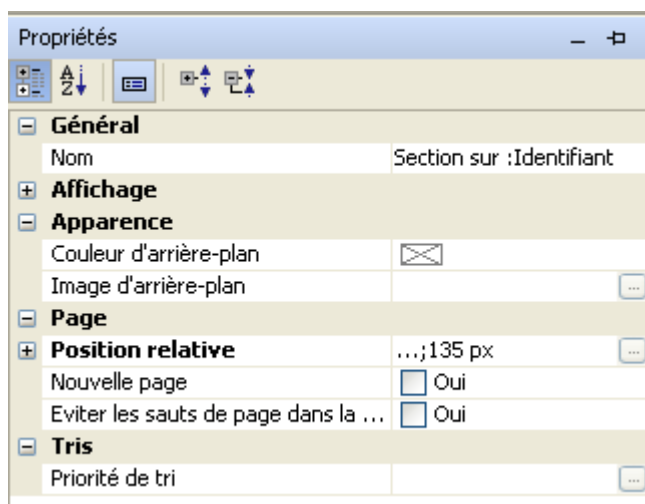 Propriétés
A
Z
Général
Nom Section sur :Identifiant
Affichage
Apparence
Couleur d'arrière-plan
Image d'arrière-plan ...
Page
Position relative ...;135 px ...
Nouvelle page Oui
Eviter les sauts de page dans la ... Oui
Tris
Priorité de tri ...